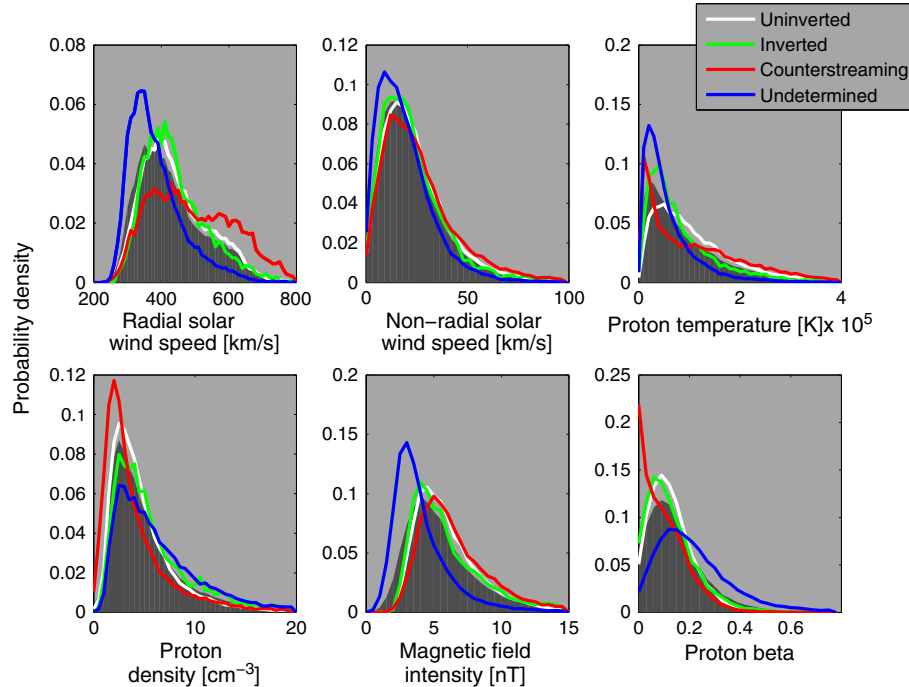 Uninverted
Inverted
Counterstreaming
Undetermined
Probability density
0.08
0.06
0.04
0.02
0
200 400 600 800
Radial solar
wind speed [km/s]
0.12
0.1
0.08
0.06
0.04
0.02
0
0 50 100
Non-radial solar
wind speed [km/s]
0.2
0.15
0.1
0.05
0
0 2 4
Proton temperature [K]x 10⁵
0.12
0.1
0.08
0.06
0.04
0.02
0
0 10 20
Proton
density [cm⁻³]
0.2
0.15
0.1
0.05
0
0 5 10 15
Magnetic field
intensity [nT]
0.25
0.2
0.15
0.1
0.05
0
0 0.2 0.4 0.6
Proton beta